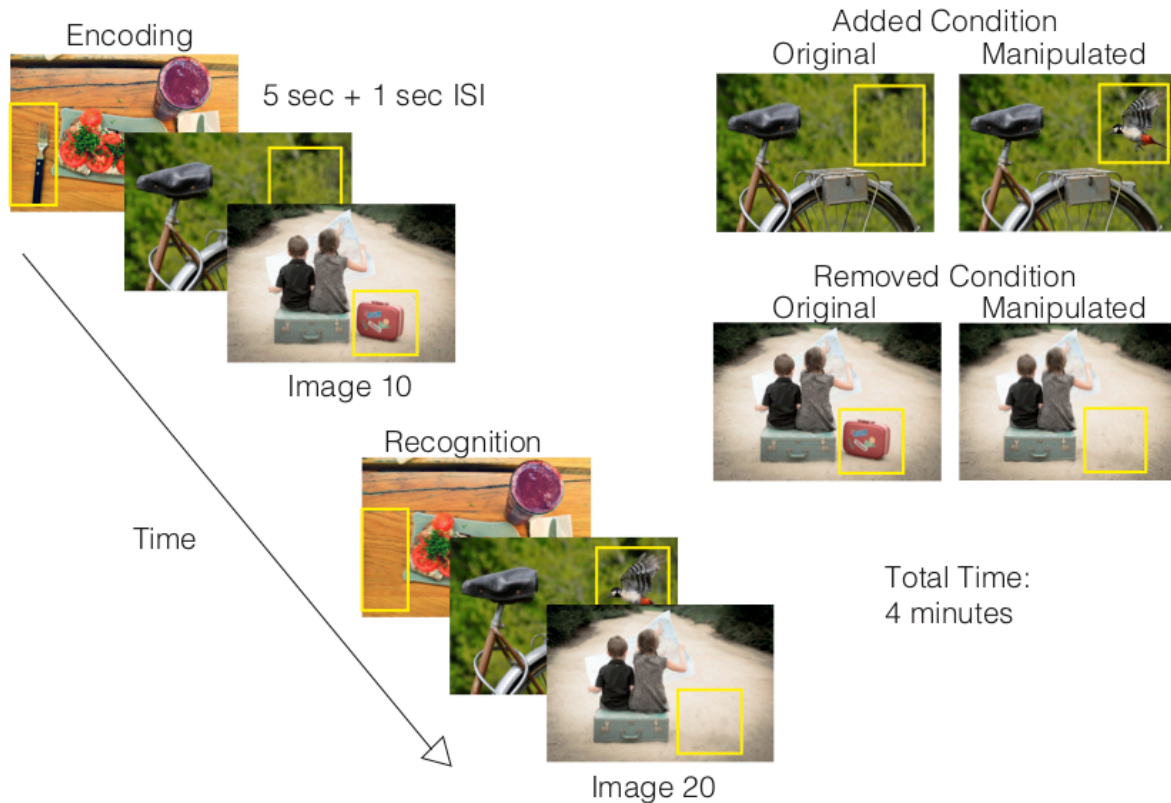 Encoding
5 sec + 1 sec ISI
Image 10
Added Condition
Original Manipulated
Removed Condition
Original Manipulated
Recognition
Time
Total Time:
4 minutes
Image 20